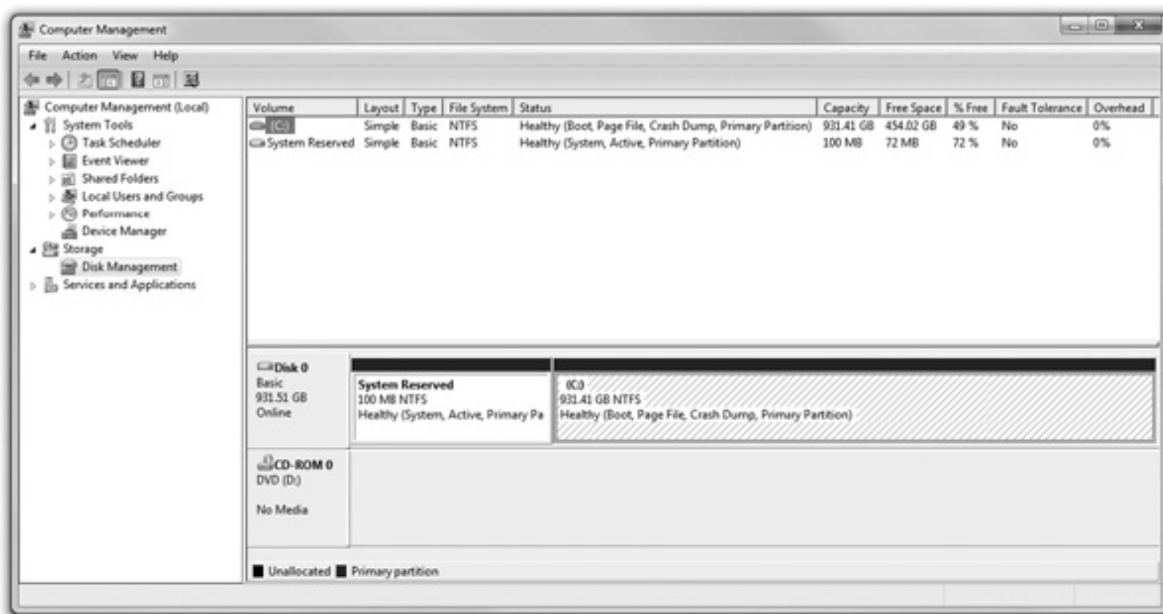 Computer Management
File Action View Help
Computer Management (Local)
System Tools
Task Scheduler
Event Viewer
Shared Folders
Local Users and Groups
Performance
Device Manager
Storage
Disk Management
Services and Applications
Volume Layout Type File System Status Capacity Free Space % Free Fault Tolerance Overhead
(C:) Simple Basic NTFS Healthy (Boot, Page File, Crash Dump, Primary Partition) 931.41 GB 454.02 GB 49 % No 0%
System Reserved Simple Basic NTFS Healthy (System, Active, Primary Partition) 100 MB 72 MB 72 % No 0%
Disk 0
Basic
931.51 GB
Online
System Reserved
100 MB NTFS
Healthy (System, Active, Primary Pa
(C:)
931.41 GB NTFS
Healthy (Boot, Page File, Crash Dump, Primary Partition)
CD-ROM 0
DVD (D:)
No Media
Unallocated Primary partition